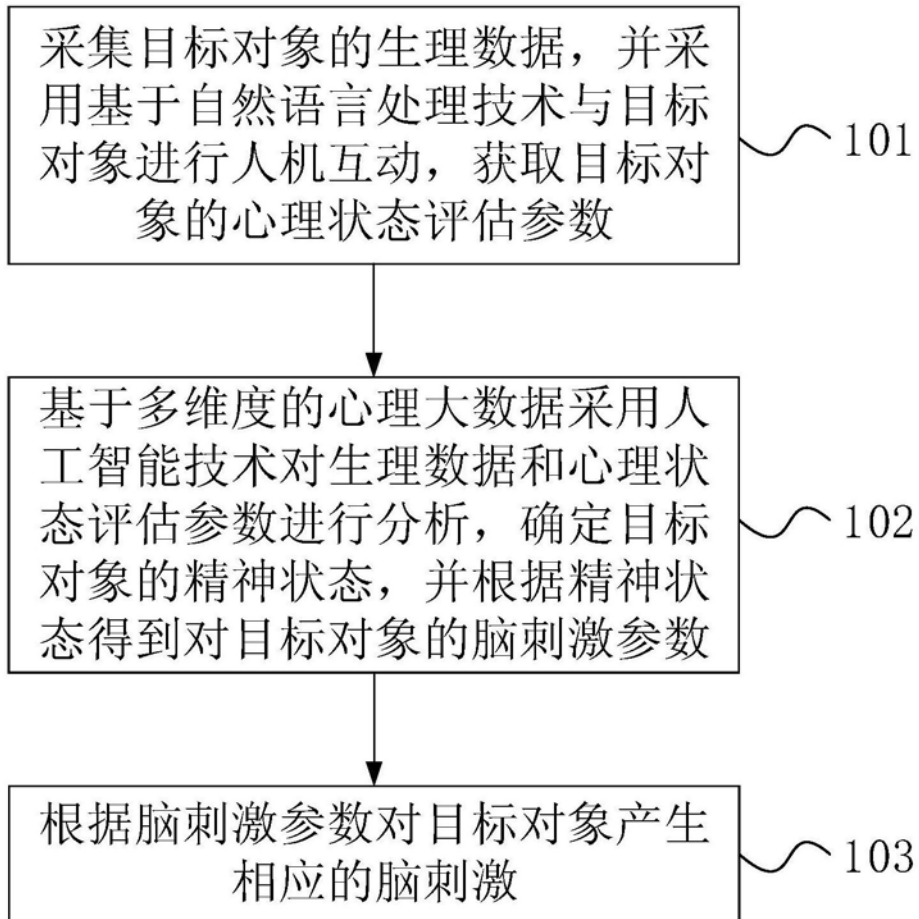 采集目标对象的生理数据，并采
用基于自然语言处理技术与目标
对象进行人机互动，获取目标对
象的心理状态评估参数
101
基于多维度的心理大数据采用人
工智能技术对生理数据和心理状
态评估参数进行分析，确定目标
对象的精神状态，并根据精神状
态得到对目标对象的脑刺激参数
102
根据脑刺激参数对目标对象产生
相应的脑刺激
103